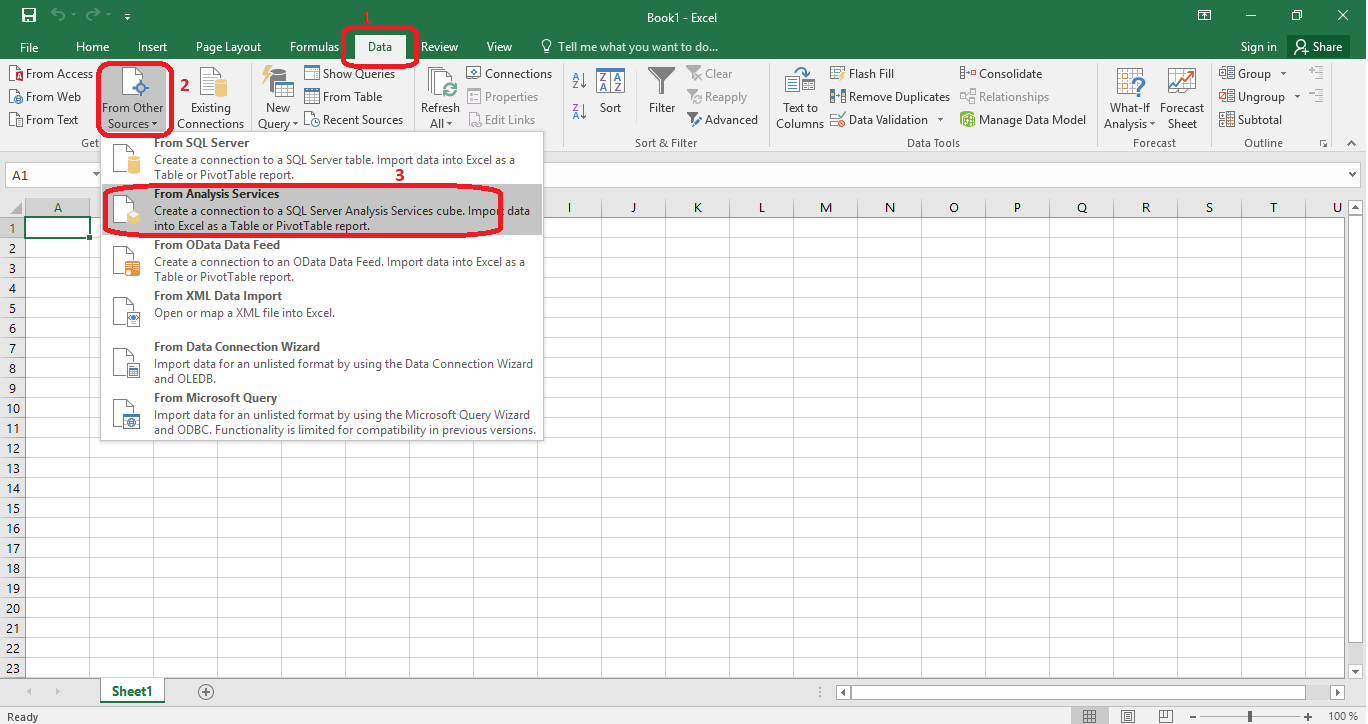 1
Book1 - Excel
File Home Insert Page Layout Formulas Data Review View Tell me what you want to do... Sign in Share
From Access
From Web
From Text
From Other
Sources
2
Existing
Connections
New
Query
Show Queries
From Table
Recent Sources
Refresh
All
Connections
Properties
Edit Links
A
Z
Z
A
Z A
A Z
Sort
Filter
Clear
Reapply
Advanced
Text to
Columns
Flash Fill
Remove Duplicates
Data Validation
Consolidate
Relationships
Manage Data Model
What-If
Analysis
Forecast
Sheet
Group
Ungroup
Subtotal
Get
Sort & Filter
Data Tools
Forecast
Outline
A1
From SQL Server
Create a connection to a SQL Server table. Import data into Excel as a
Table or PivotTable report.
3
From Analysis Services
Create a connection to a SQL Server Analysis Services cube. Import data
into Excel as a Table or PivotTable report.
From OData Data Feed
Create a connection to an OData Data Feed. Import data into Excel as a
Table or PivotTable report.
From XML Data Import
Open or map a XML file into Excel.
From Data Connection Wizard
Import data for an unlisted format by using the Data Connection Wizard
and OLEDB.
From Microsoft Query
Import data for an unlisted format by using the Microsoft Query Wizard
and ODBC. Functionality is limited for compatibility in previous versions.
A I J K L M N O P Q R S T U
1
2
3
4
5
6
7
8
9
10
11
12
13
14
15
16
17
18
19
20
21
22
23
Sheet1
Ready
100 %